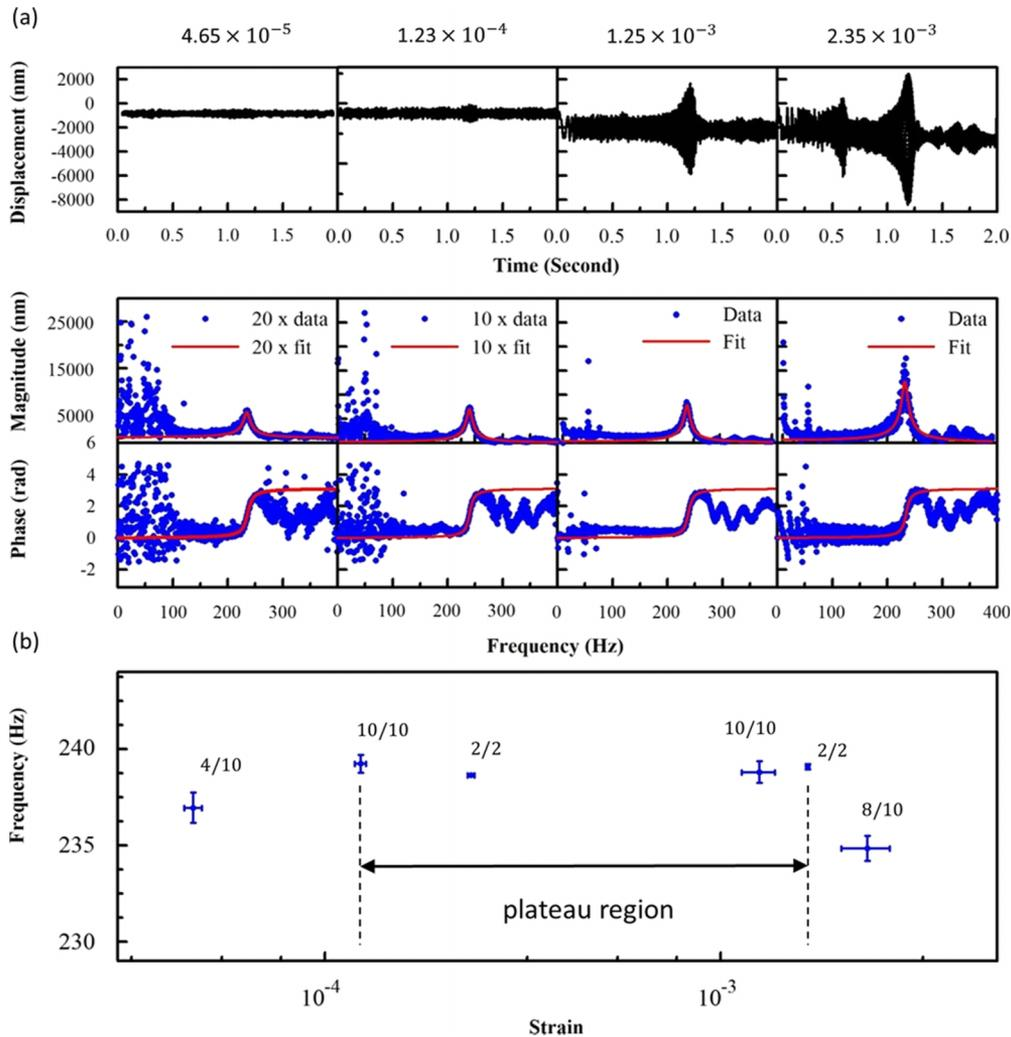 (a)
4.65 × 10⁻⁵ 1.23 × 10⁻⁴ 1.25 × 10⁻³ 2.35 × 10⁻³
Displacement (nm)
2000
0
-2000
-4000
-6000
-8000
0.0 0.5 1.0 1.5 0.0 0.5 1.0 1.5 0.0 0.5 1.0 1.5 0.0 0.5 1.0 1.5 2.0
Time (Second)
Magnitude (nm)
25000
15000
5000
20 x data 10 x data Data Data
20 x fit 10 x fit Fit Fit
Phase (rad)
6
4
2
0
-2
0 100 200 300 0 100 200 300 0 100 200 300 0 100 200 300 400
Frequency (Hz)
(b)
Frequency (Hz)
240
235
230
4/10 10/10 2/2 10/10 2/2 8/10
plateau region
10⁻⁴ 10⁻³
Strain